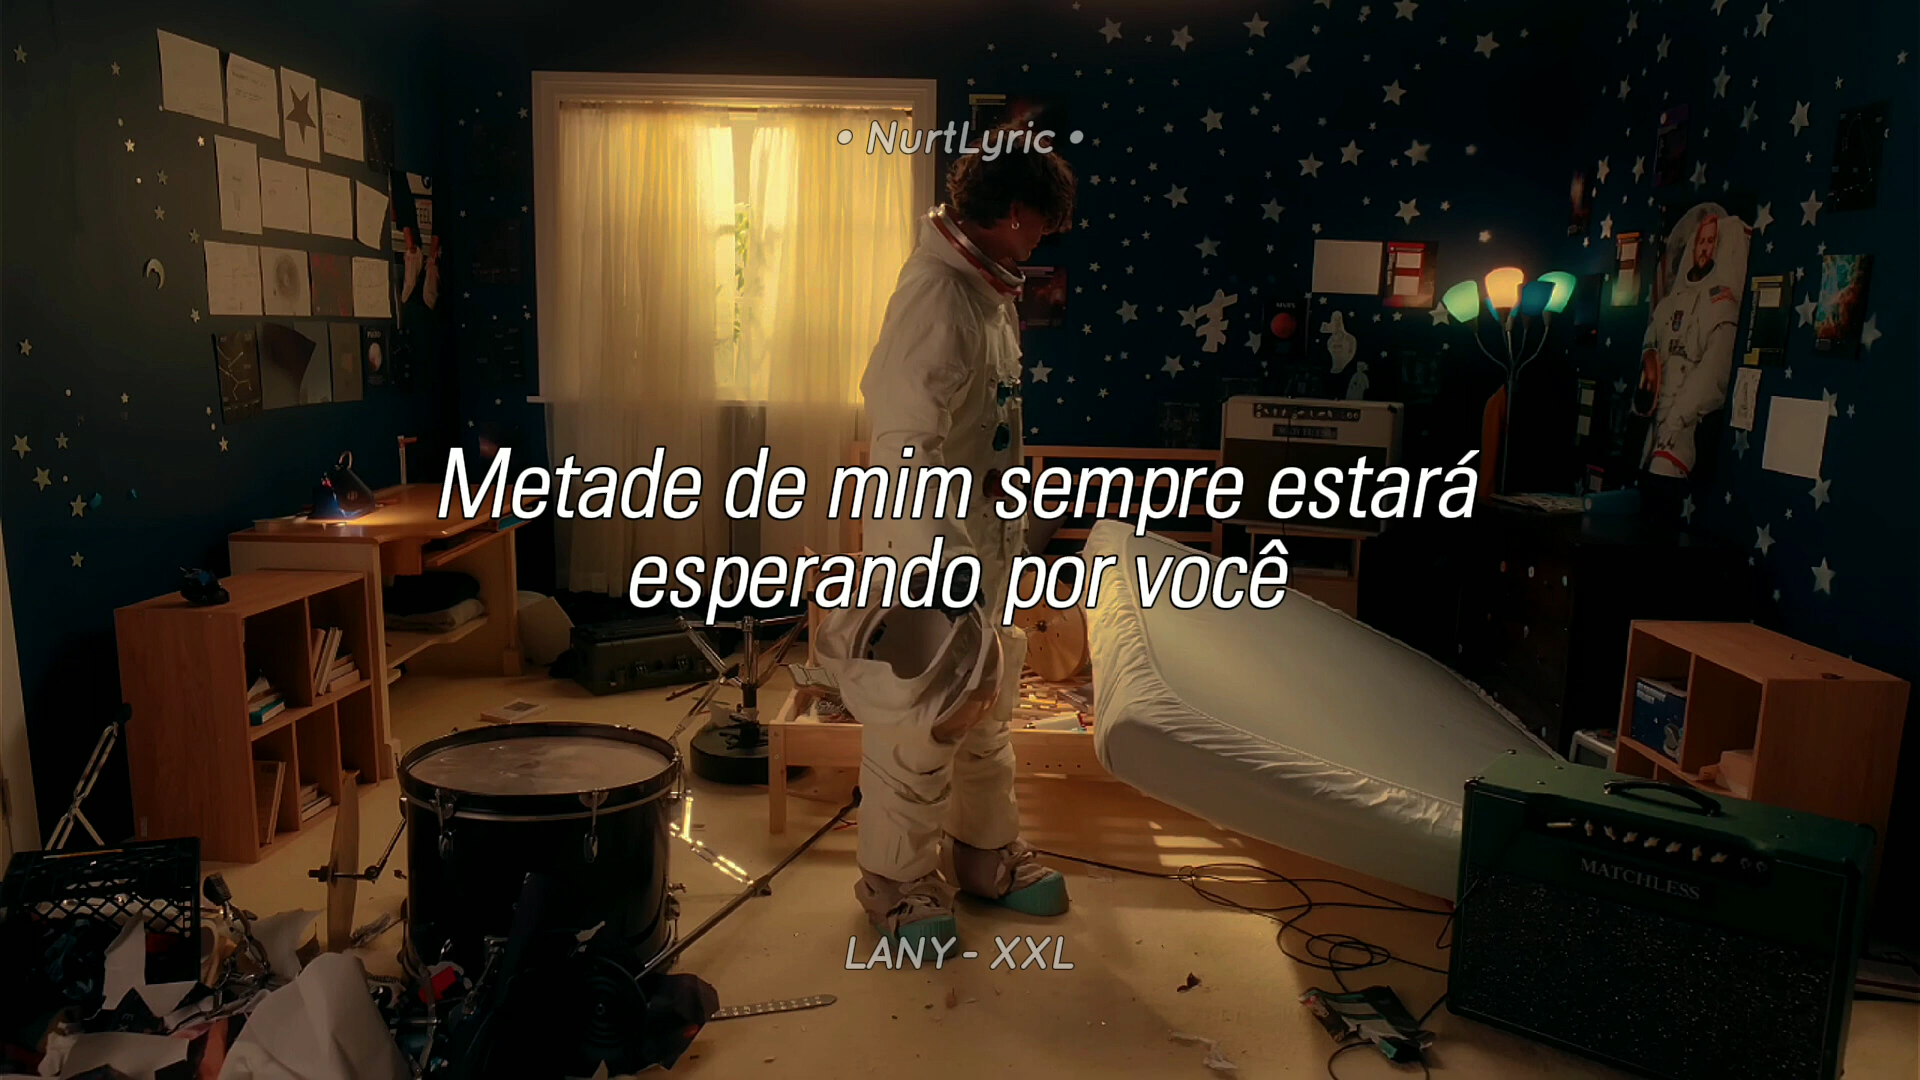 • NurtLyric •
Metade de mim sempre estará
esperando por você
MATCHLESS
LANY - XXL